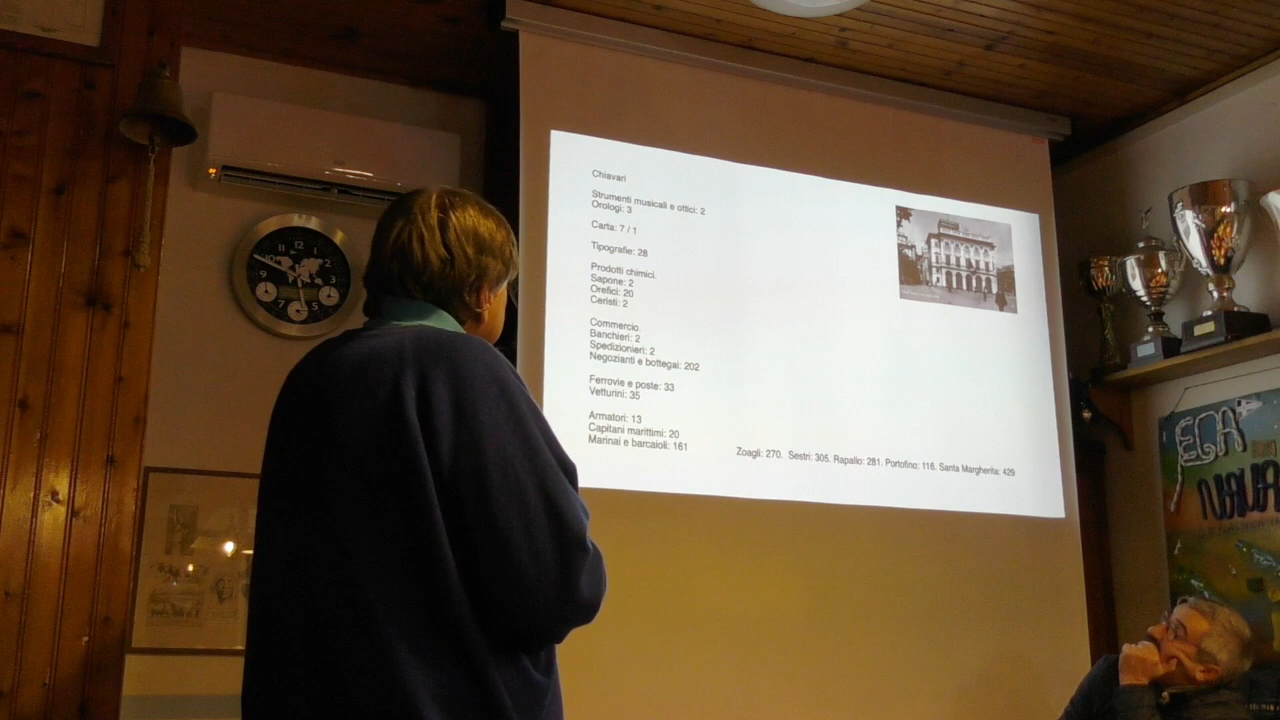 Chiavari
Strumenti musicali e ottici: 2
Orologi: 3
Carta: 7 / 1
Tipografie: 28
Prodotti chimici.
Sapone: 2
Orefici: 20
Ceristi: 2
Commercio.
Banchieri: 2
Spedizionieri: 2
Negozianti e bottegai: 202
Ferrovie e poste: 33
Vetturini: 35
Armatori: 13
Capitani marittimi: 20
Marinai e barcaioli: 161
Zoagli: 270. Sestri: 305. Rapallo: 281. Portofino: 116. Santa Margherita: 429